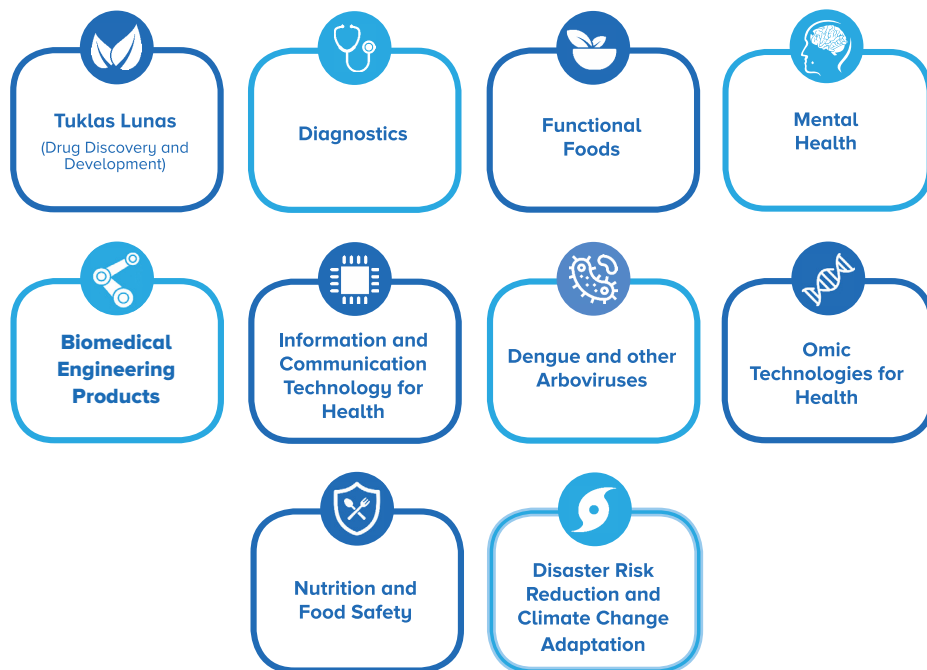 Tuklas Lunas
(Drug Discovery and
Development)
Diagnostics
Functional
Foods
Mental
Health
Biomedical
Engineering
Products
Information and
Communication
Technology for
Health
Dengue and other
Arboviruses
Omic
Technologies for
Health
Nutrition and
Food Safety
Disaster Risk
Reduction and
Climate Change
Adaptation